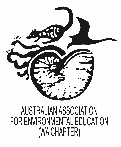 AUSTRALIAN ASSOCIATION
FOR ENVIRONMENTAL EDUCATION
(WA CHAPTER)